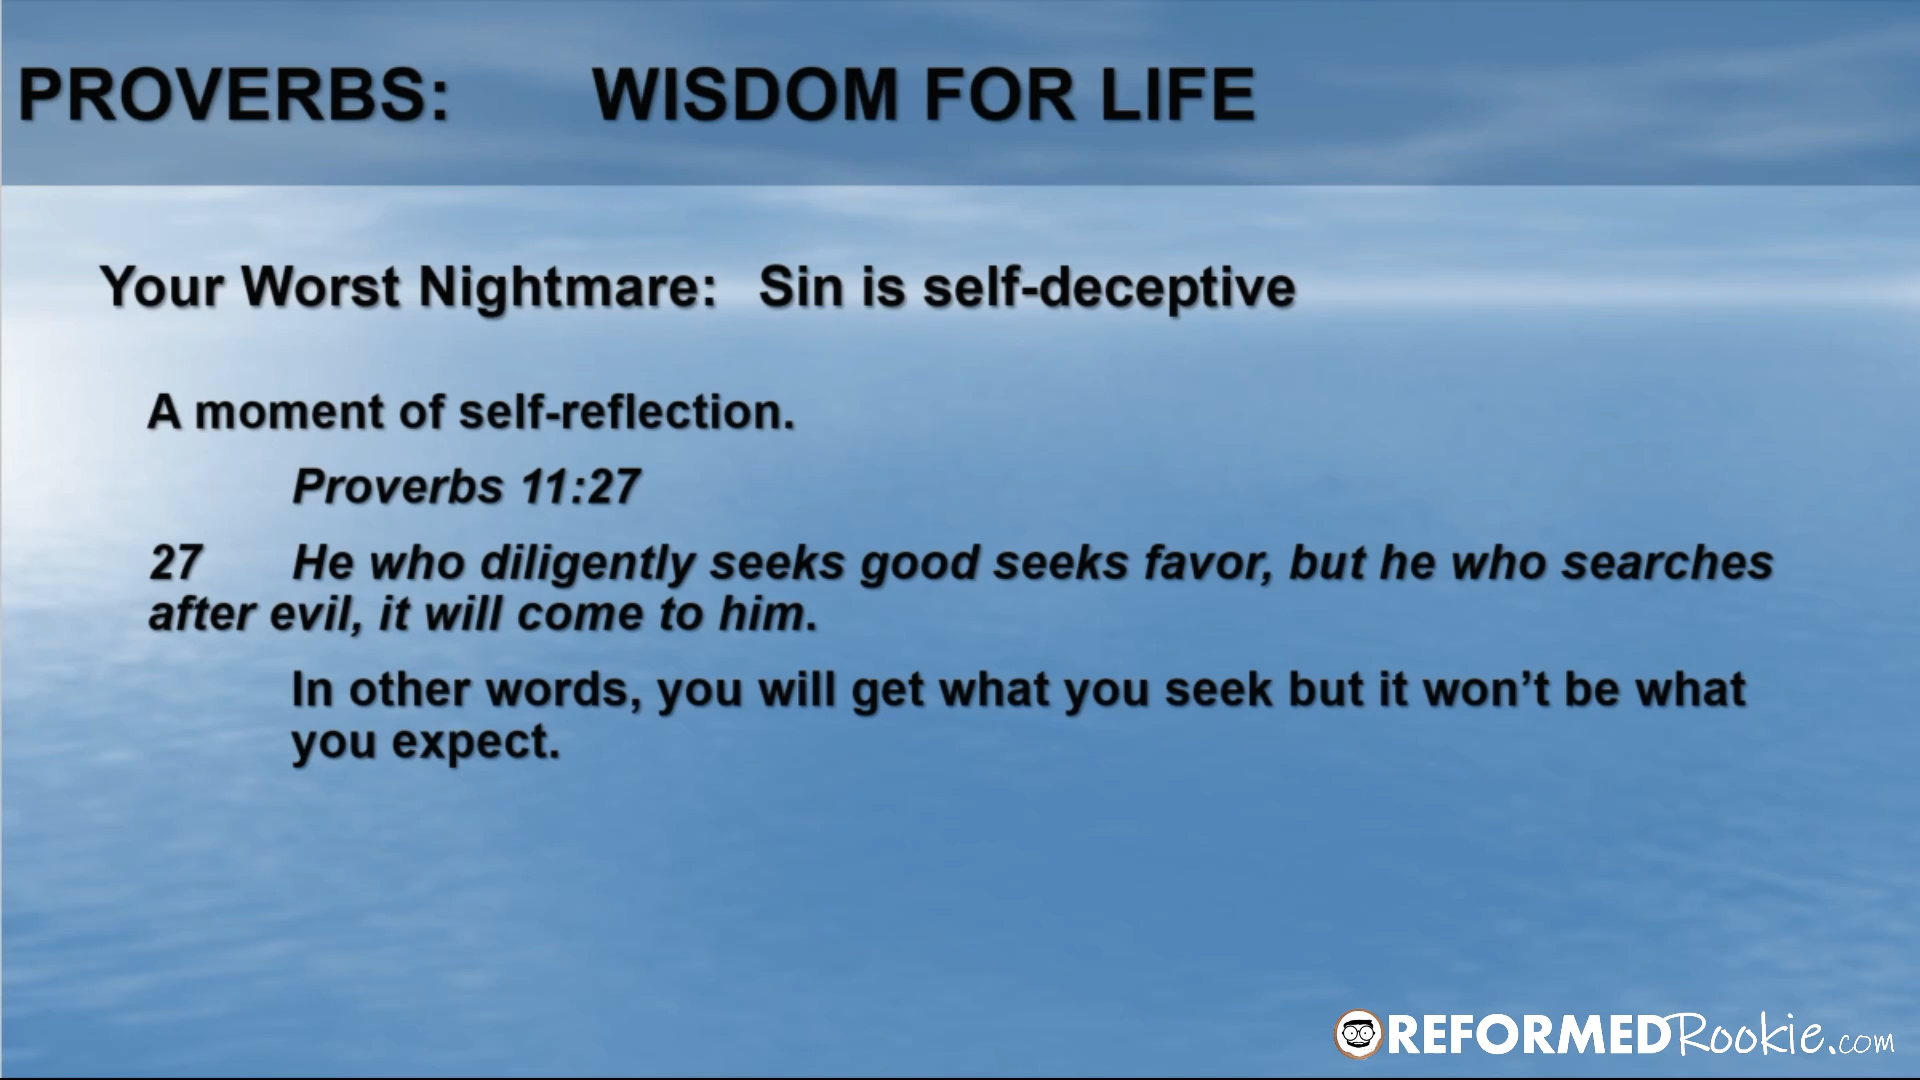 PROVERBS: WISDOM FOR LIFE
Your Worst Nightmare: Sin is self-deceptive
A moment of self-reflection.
Proverbs 11:27
27 He who diligently seeks good seeks favor, but he who searches
after evil, it will come to him.
In other words, you will get what you seek but it won’t be what
you expect.
REFORMEDRookie.com